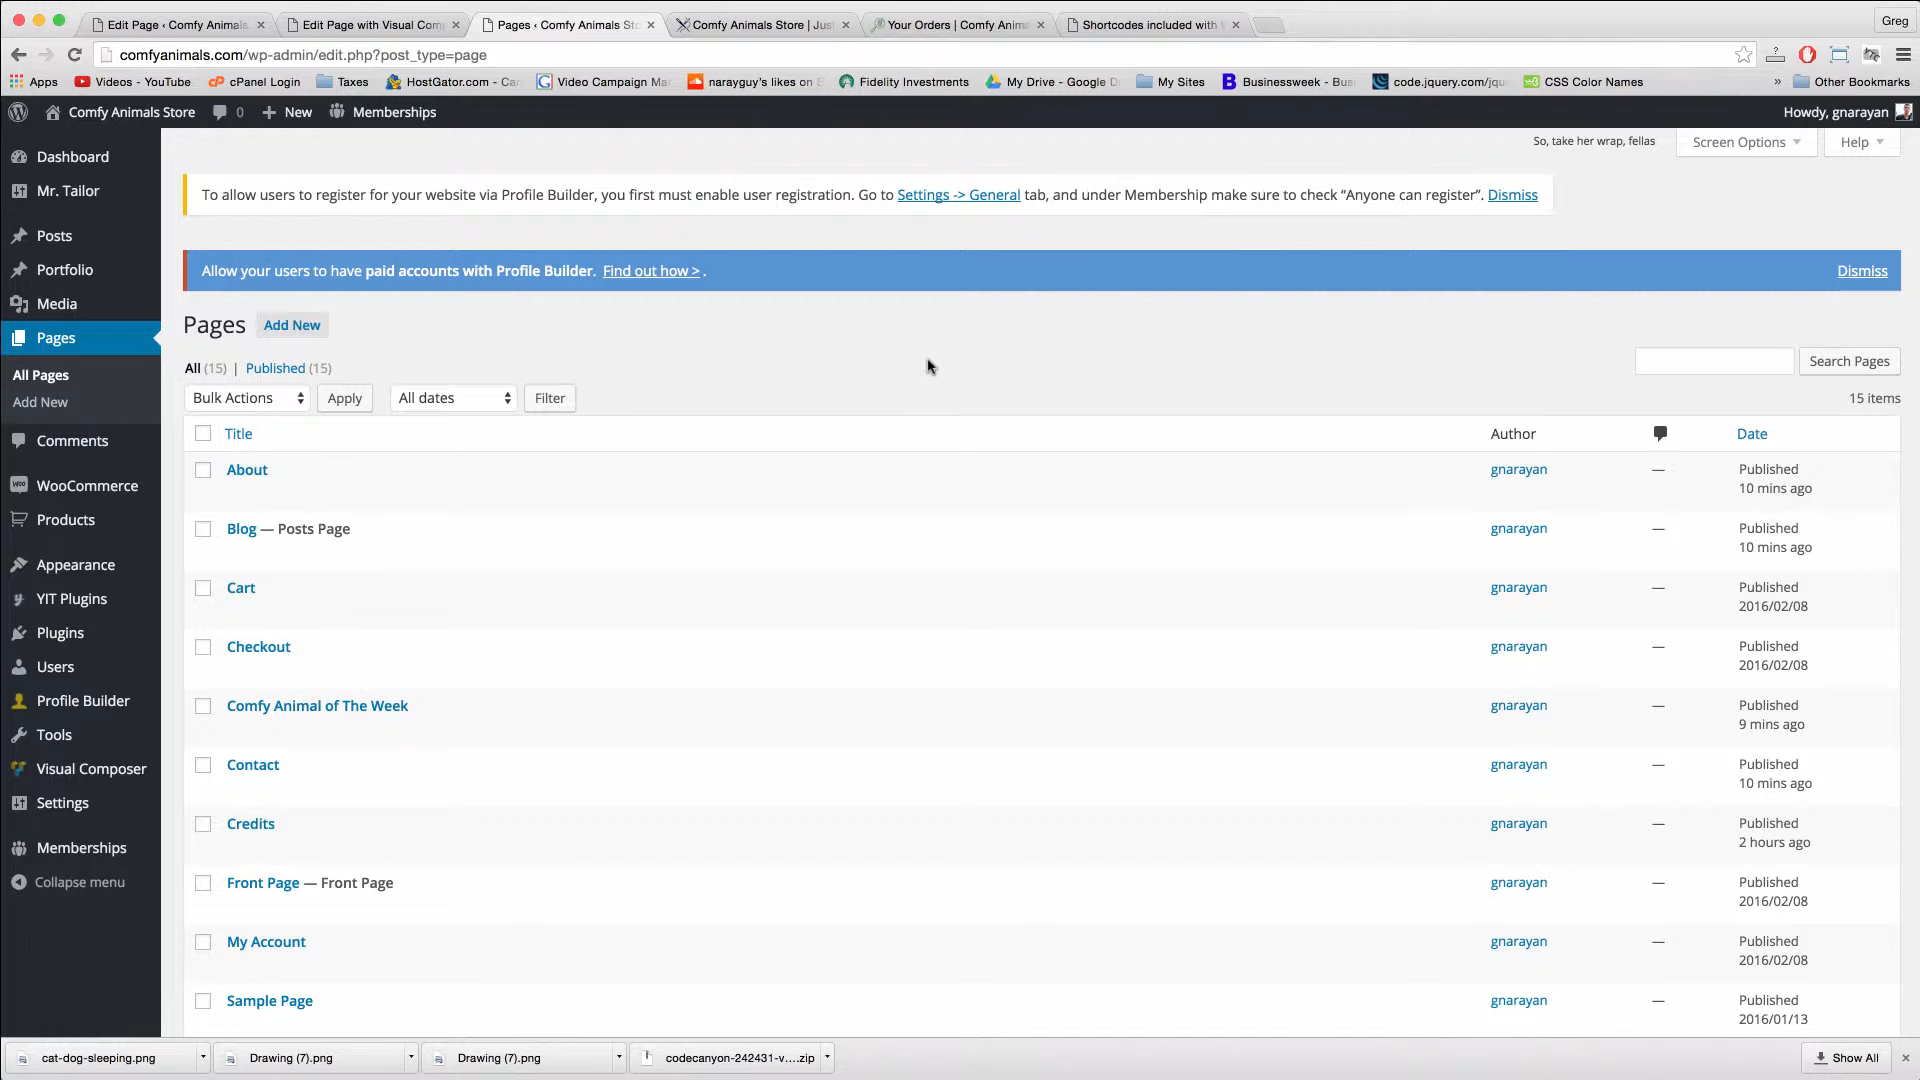 Edit Page ‹ Comfy Animals
Edit Page with Visual Com
Pages ‹ Comfy Animals Sto
Comfy Animals Store | Jus
Your Orders | Comfy Anima
Shortcodes included with
Greg
comfyanimals.com/wp-admin/edit.php?post_type=page
Apps
Videos - YouTube
cPanel Login
Taxes
HostGator.com - Ca
Video Campaign Ma
narayguy's likes on S
Fidelity Investments
My Drive - Google D
My Sites
Businessweek - Bus
code.jquery.com/jqu
CSS Color Names
»
Other Bookmarks
Comfy Animals Store
0
+ New
Memberships
Howdy, gnarayan
Dashboard
Mr. Tailor
Posts
Portfolio
Media
Pages
All Pages
Add New
Comments
WooCommerce
Products
Appearance
YIT Plugins
Plugins
Users
Profile Builder
Tools
Visual Composer
Settings
Memberships
Collapse menu
So, take her wrap, fellas
Screen Options
Help
To allow users to register for your website via Profile Builder, you first must enable user registration. Go to Settings -> General tab, and under Membership make sure to check “Anyone can register”. Dismiss
Allow your users to have paid accounts with Profile Builder. Find out how > .
Dismiss
Pages Add New
All (15) | Published (15)
Search Pages
Bulk Actions Apply All dates Filter
15 items
Title Author Date
About gnarayan — Published
10 mins ago
Blog — Posts Page gnarayan — Published
10 mins ago
Cart gnarayan — Published
2016/02/08
Checkout gnarayan — Published
2016/02/08
Comfy Animal of The Week gnarayan — Published
9 mins ago
Contact gnarayan — Published
10 mins ago
Credits gnarayan — Published
2 hours ago
Front Page — Front Page gnarayan — Published
2016/02/08
My Account gnarayan — Published
2016/02/08
Sample Page gnarayan — Published
2016/01/13
cat-dog-sleeping.png
Drawing (7).png
Drawing (7).png
codecanyon-242431-v....zip
Show All